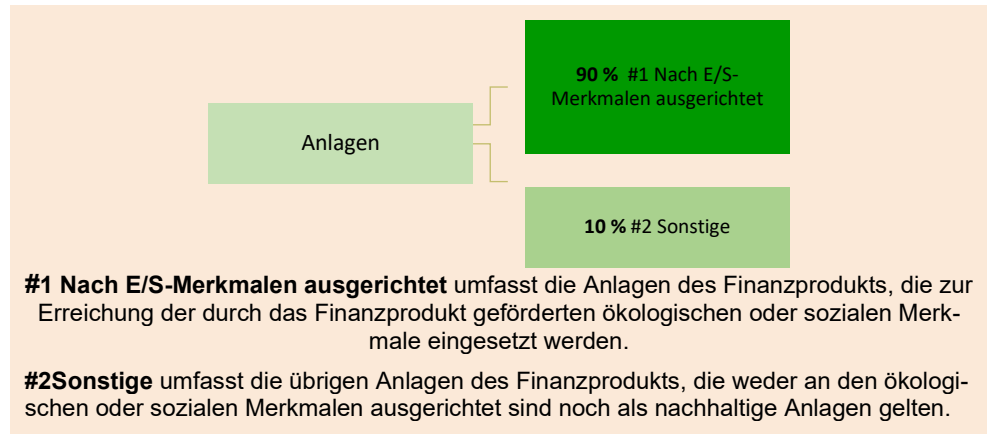 90 % #1 Nach E/S-
Merkmalen ausgerichtet
Anlagen
10 % #2 Sonstige
#1 Nach E/S-Merkmalen ausgerichtet umfasst die Anlagen des Finanzprodukts, die zur
Erreichung der durch das Finanzprodukt geförderten ökologischen oder sozialen Merk-
male eingesetzt werden.
#2Sonstige umfasst die übrigen Anlagen des Finanzprodukts, die weder an den ökologi-
schen oder sozialen Merkmalen ausgerichtet sind noch als nachhaltige Anlagen gelten.